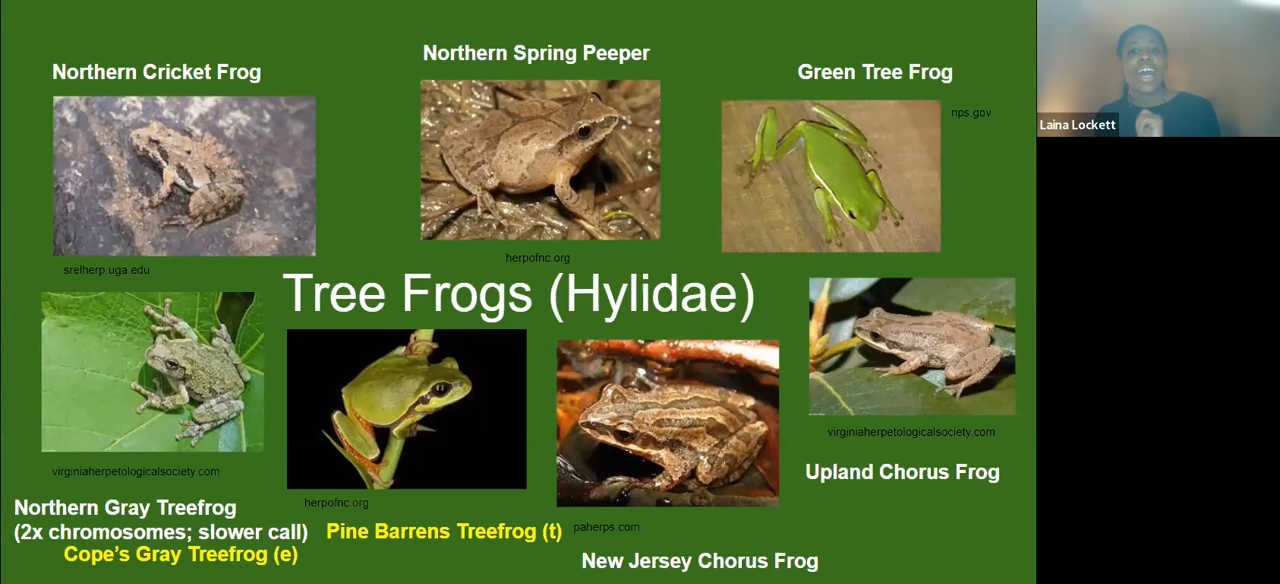 Northern Cricket Frog
Northern Spring Peeper
Green Tree Frog
nps.gov
Laina Lockett
srelherp.uga.edu
herpofnc.org
Tree Frogs (Hylidae)
virginiaherpetologicalsociety.com
Upland Chorus Frog
virginiaherpetologicalsociety.com
Northern Gray Treefrog
(2x chromosomes; slower call)
Cope's Gray Treefrog (e)
herpofnc.org
Pine Barrens Treefrog (t)
paherps.com
New Jersey Chorus Frog